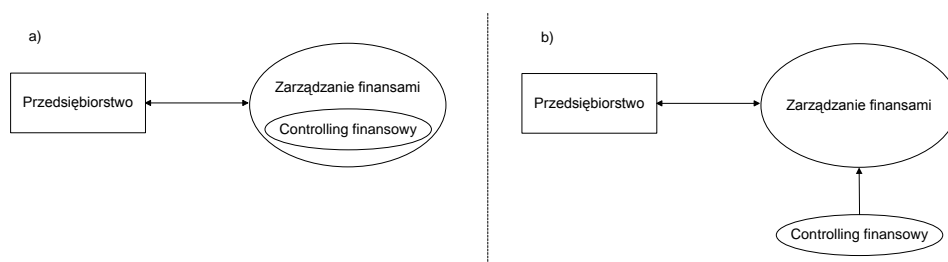 a)
Przedsiębiorstwo
Zarządzanie finansami
Controlling finansowy
b)
Przedsiębiorstwo
Zarządzanie finansami
Controlling finansowy